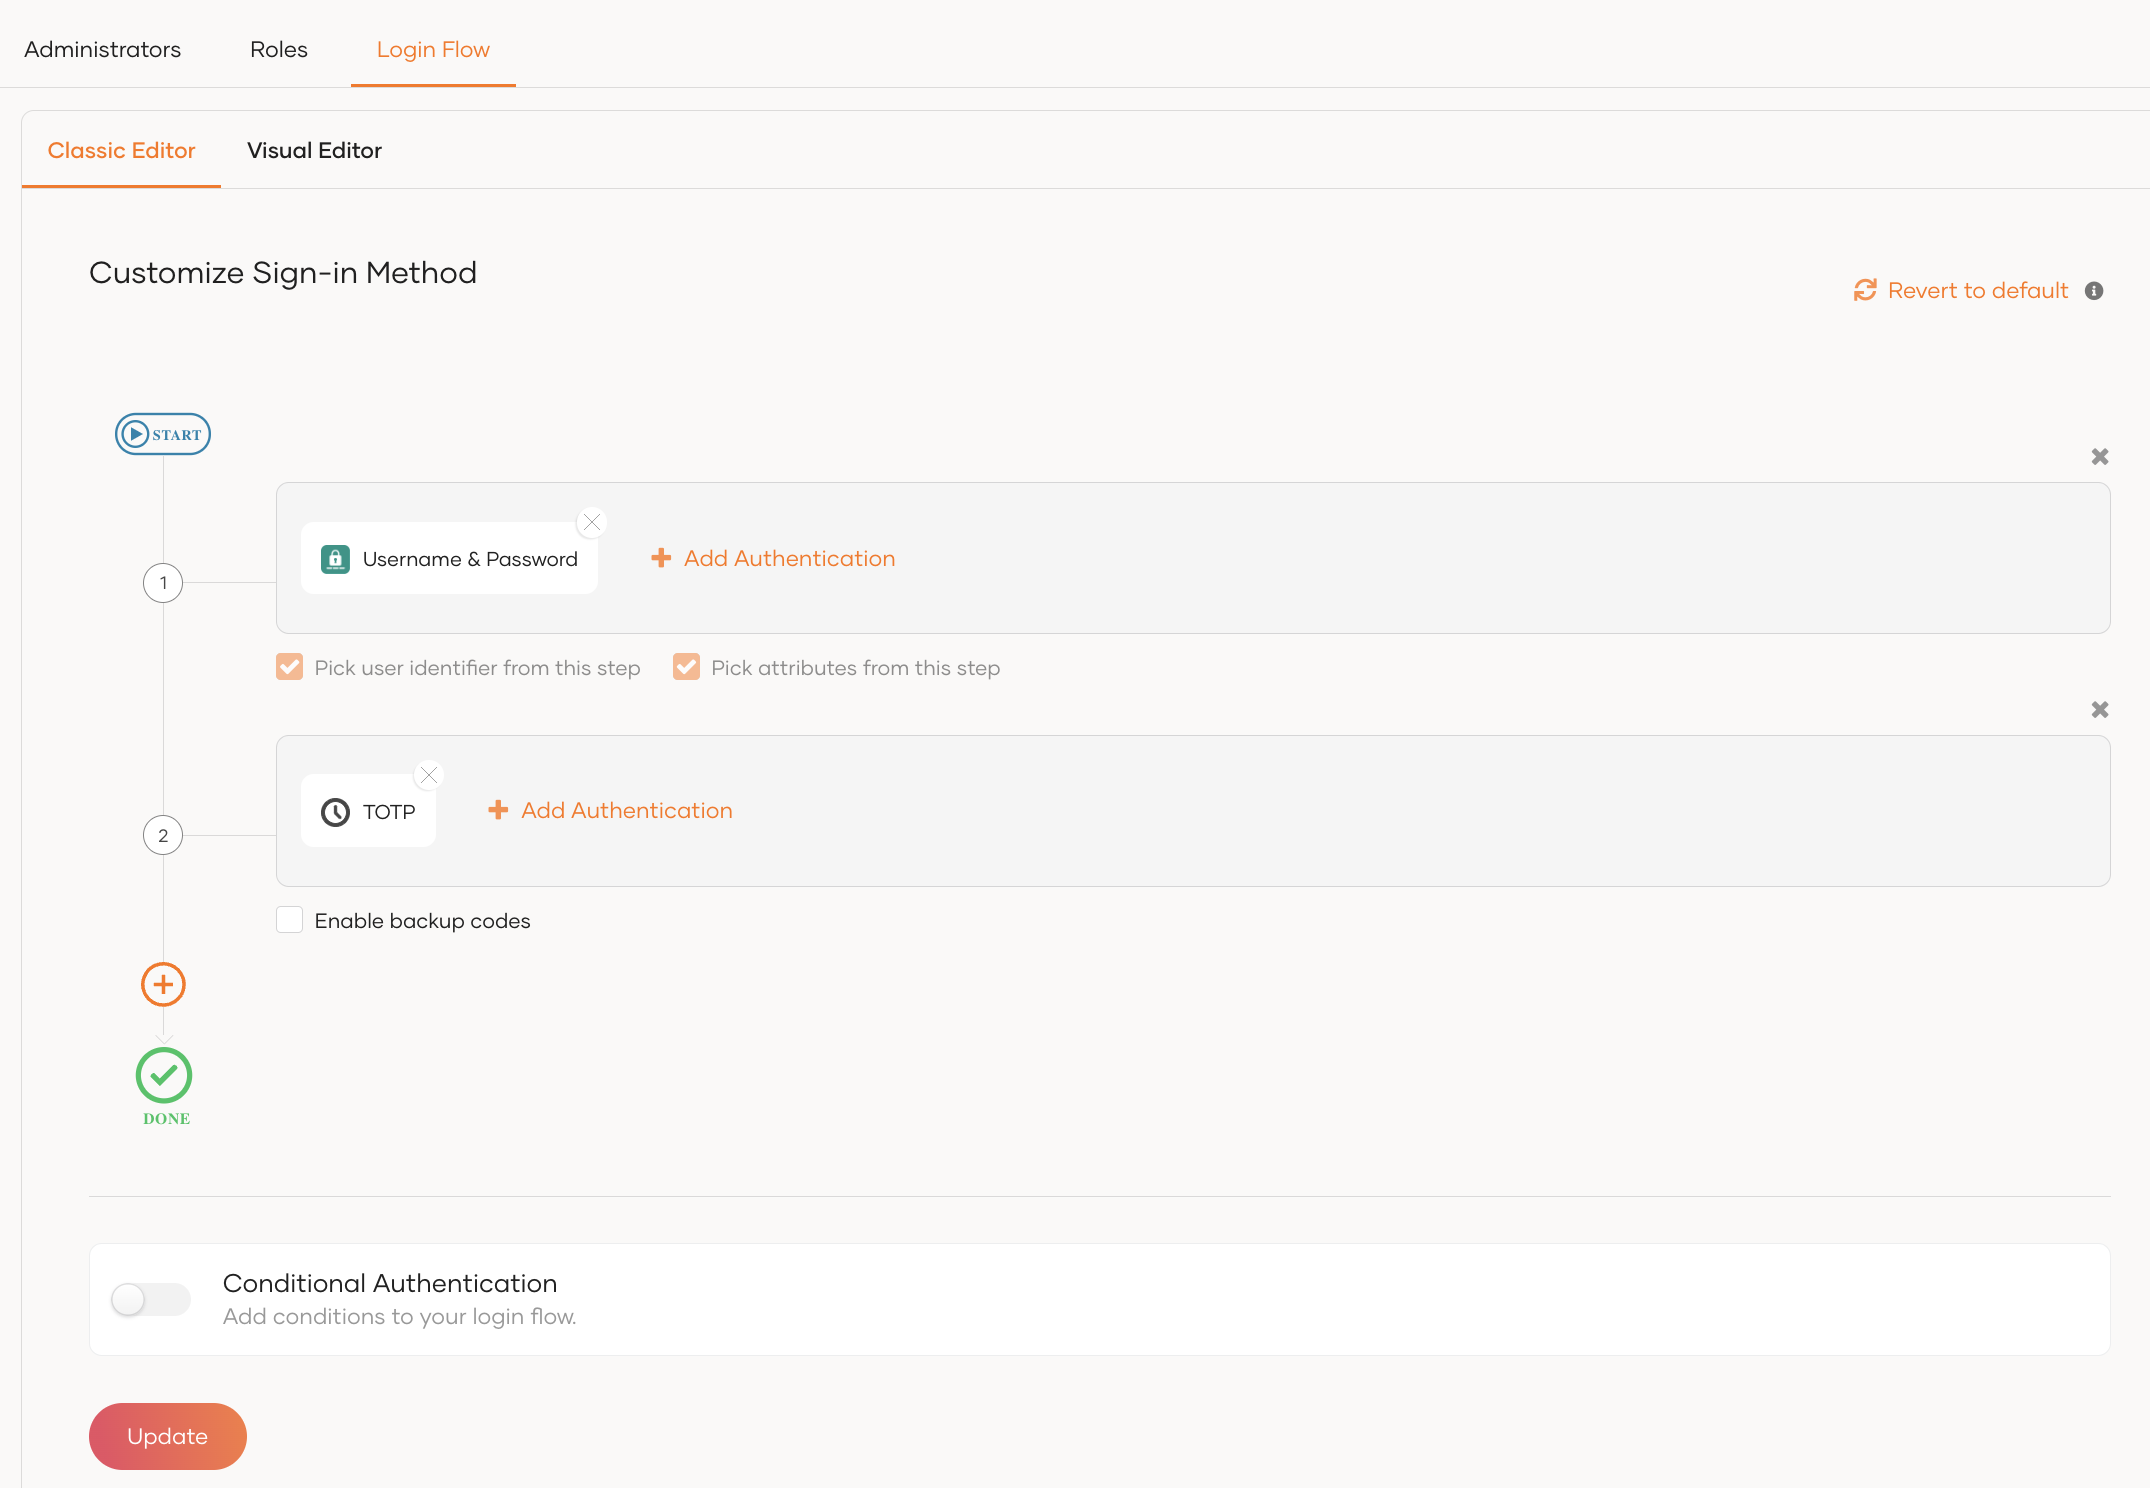 Administrators Roles Login Flow
Classic Editor Visual Editor
Customize Sign-in Method
Revert to default
START
1
Username & Password Add Authentication
Pick user identifier from this step Pick attributes from this step
2
TOTP Add Authentication
Enable backup codes
DONE
Conditional Authentication
Add conditions to your login flow.
Update